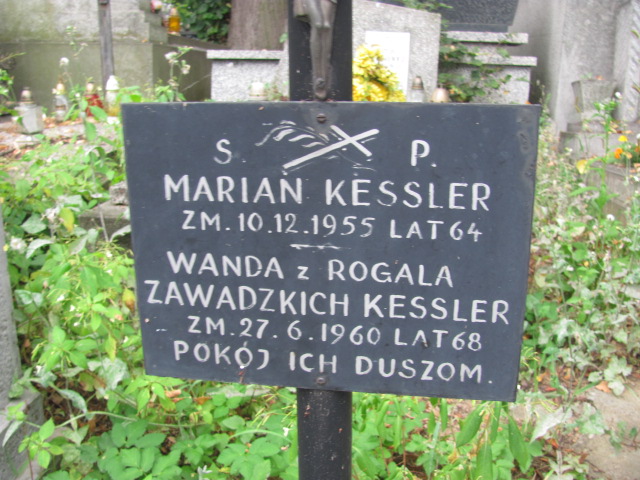 S. P.
MARIAN KESSLER
ZM. 10.12.1955 LAT 64
WANDA z ROGALA
ZAWADZKICH KESSLER
ZM. 27. 6. 1960 LAT 68
POKÓJ ICH DUSZOM.